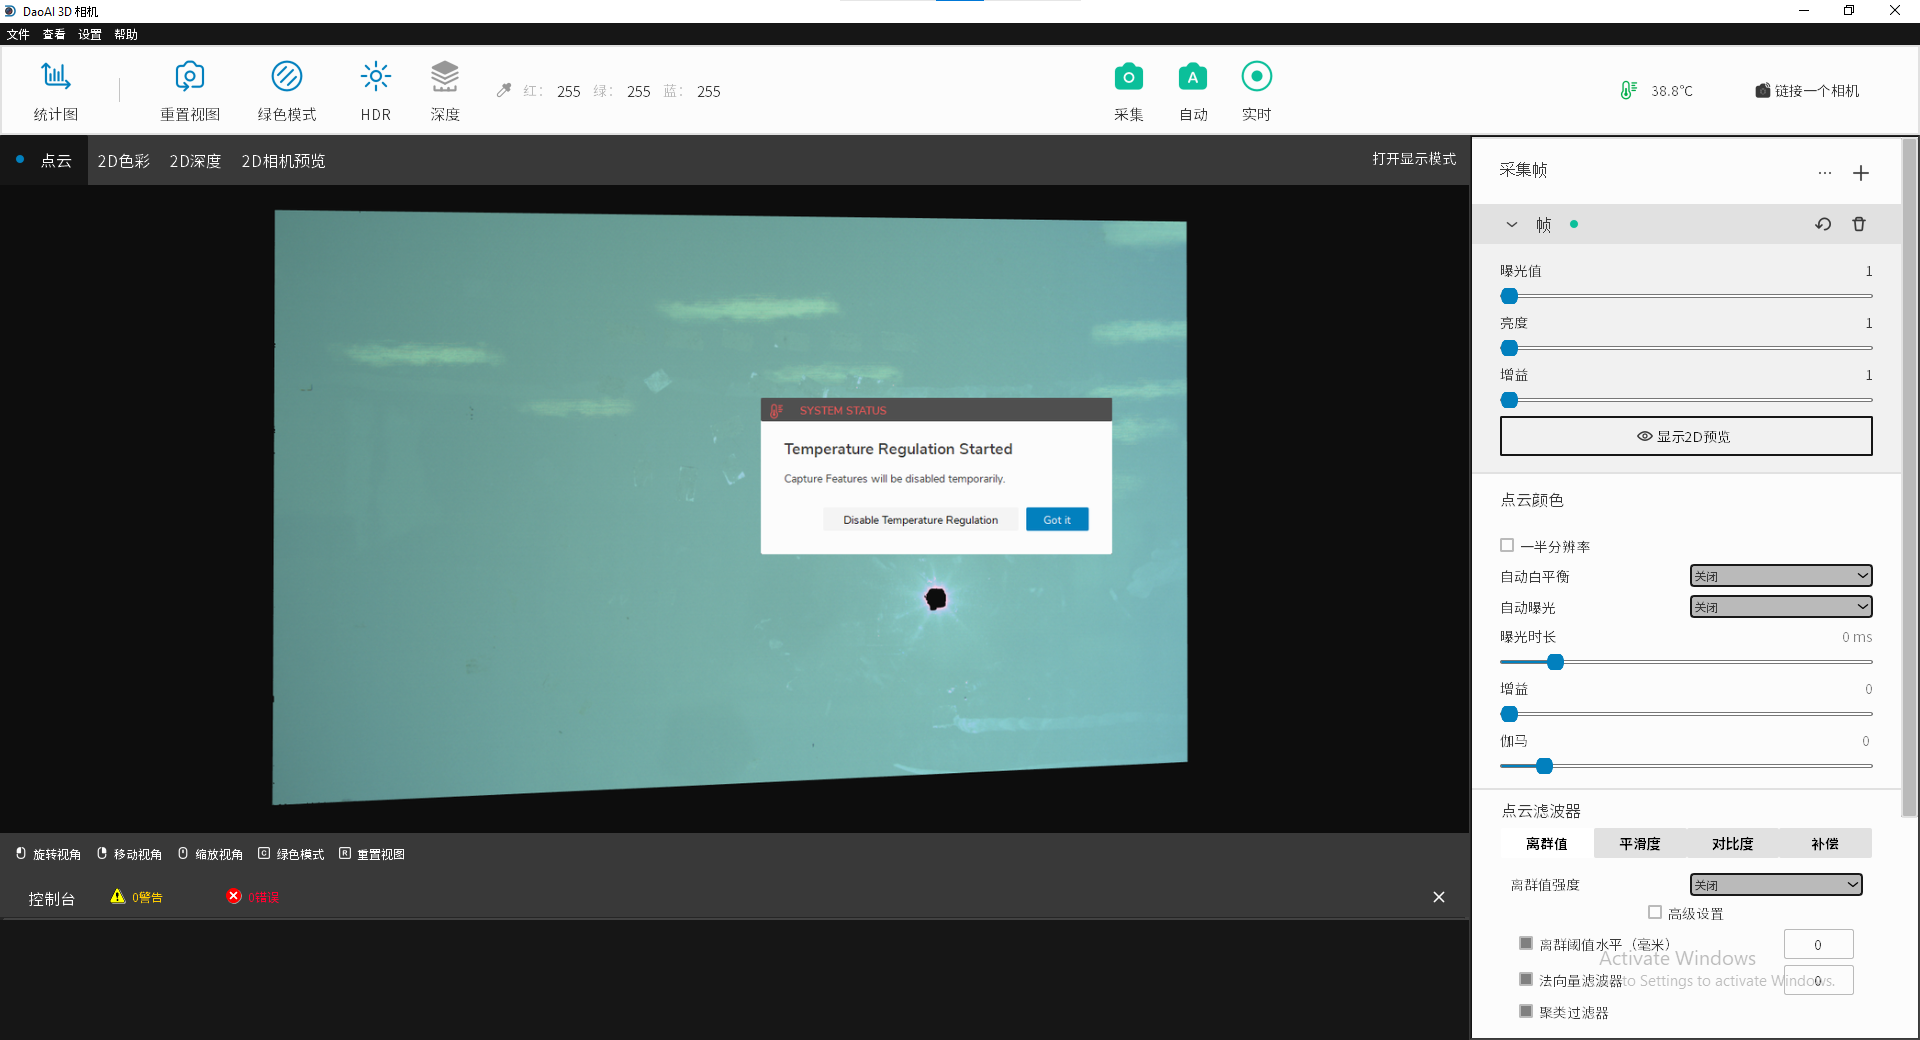 DaoAI 3D 相机
文件 查看 设置 帮助
统计图 重置视图 绿色模式 HDR 深度 红: 255 绿: 255 蓝: 255 采集 自动 实时 38.8℃ 链接一个相机
点云 2D色彩 2D深度 2D相机预览 打开显示模式
SYSTEM STATUS
Temperature Regulation Started
Capture Features will be disabled temporarily.
Disable Temperature Regulation Got it
旋转视角 移动视角 缩放视角 C 绿色模式 R 重置视图
控制台 0警告 0错误
采集帧 ...
帧
曝光值 1
亮度 1
增益 1
显示2D预览
点云颜色
一半分辨率
自动白平衡 关闭
自动曝光 关闭
曝光时长 0 ms
增益 0
伽马 0
点云滤波器
离群值 平滑度 对比度 补偿
离群值强度 关闭
高级设置
离群阈值水平（毫米） 0
Activate Windows
法向量滤波器 0
to Settings to activate Windows.
聚类过滤器